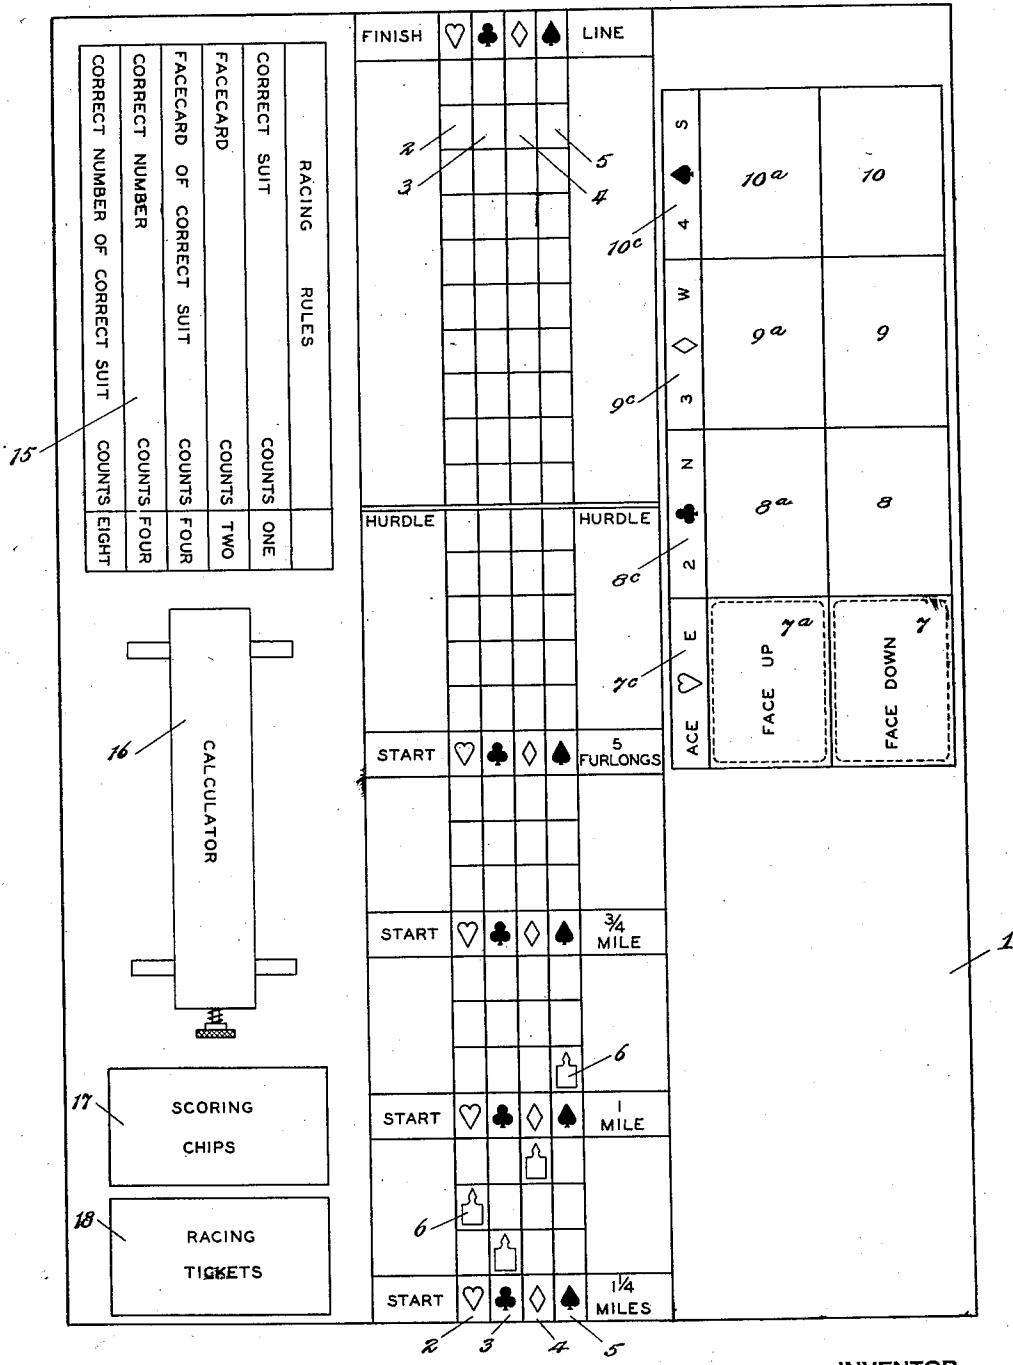 FINISH LINE
2
3
4
5
RACING RULES
CORRECT SUIT COUNTS ONE
FACECARD COUNTS TWO
FACECARD OF CORRECT SUIT COUNTS FOUR
CORRECT NUMBER COUNTS FOUR
CORRECT NUMBER OF CORRECT SUIT COUNTS EIGHT
15
HURDLE HURDLE
START 5
FURLONGS
START 3/4
MILE
START 1
MILE
START 1 1/4
MILES
6
6
2 3 4 5
4 ♠ S
10c
10a
10
3 ♢ W
9c
9a
9
2 ♣ N
8c
8a
8
ACE ♡ E
7c
FACE UP
7a
FACE DOWN
7
1
16
CALCULATOR
17
SCORING
CHIPS
18
RACING
TICKETS
INVENTOR